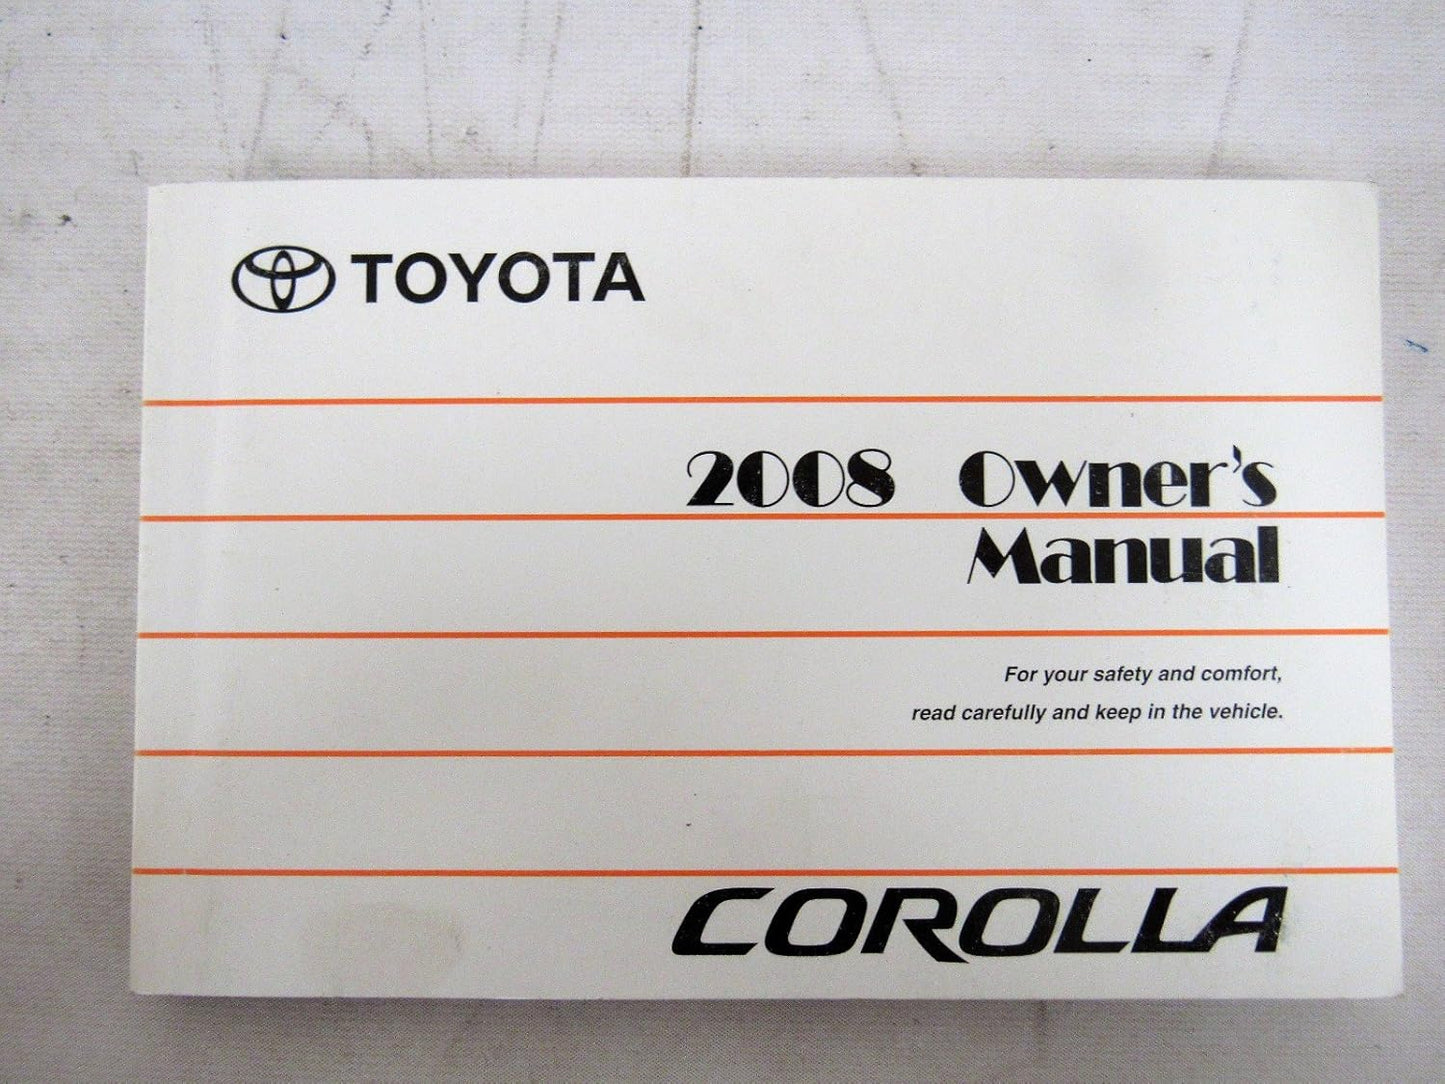 TOYOTA
2008 Owner's
Manual
For your safety and comfort,
read carefully and keep in the vehicle.
COROLLA